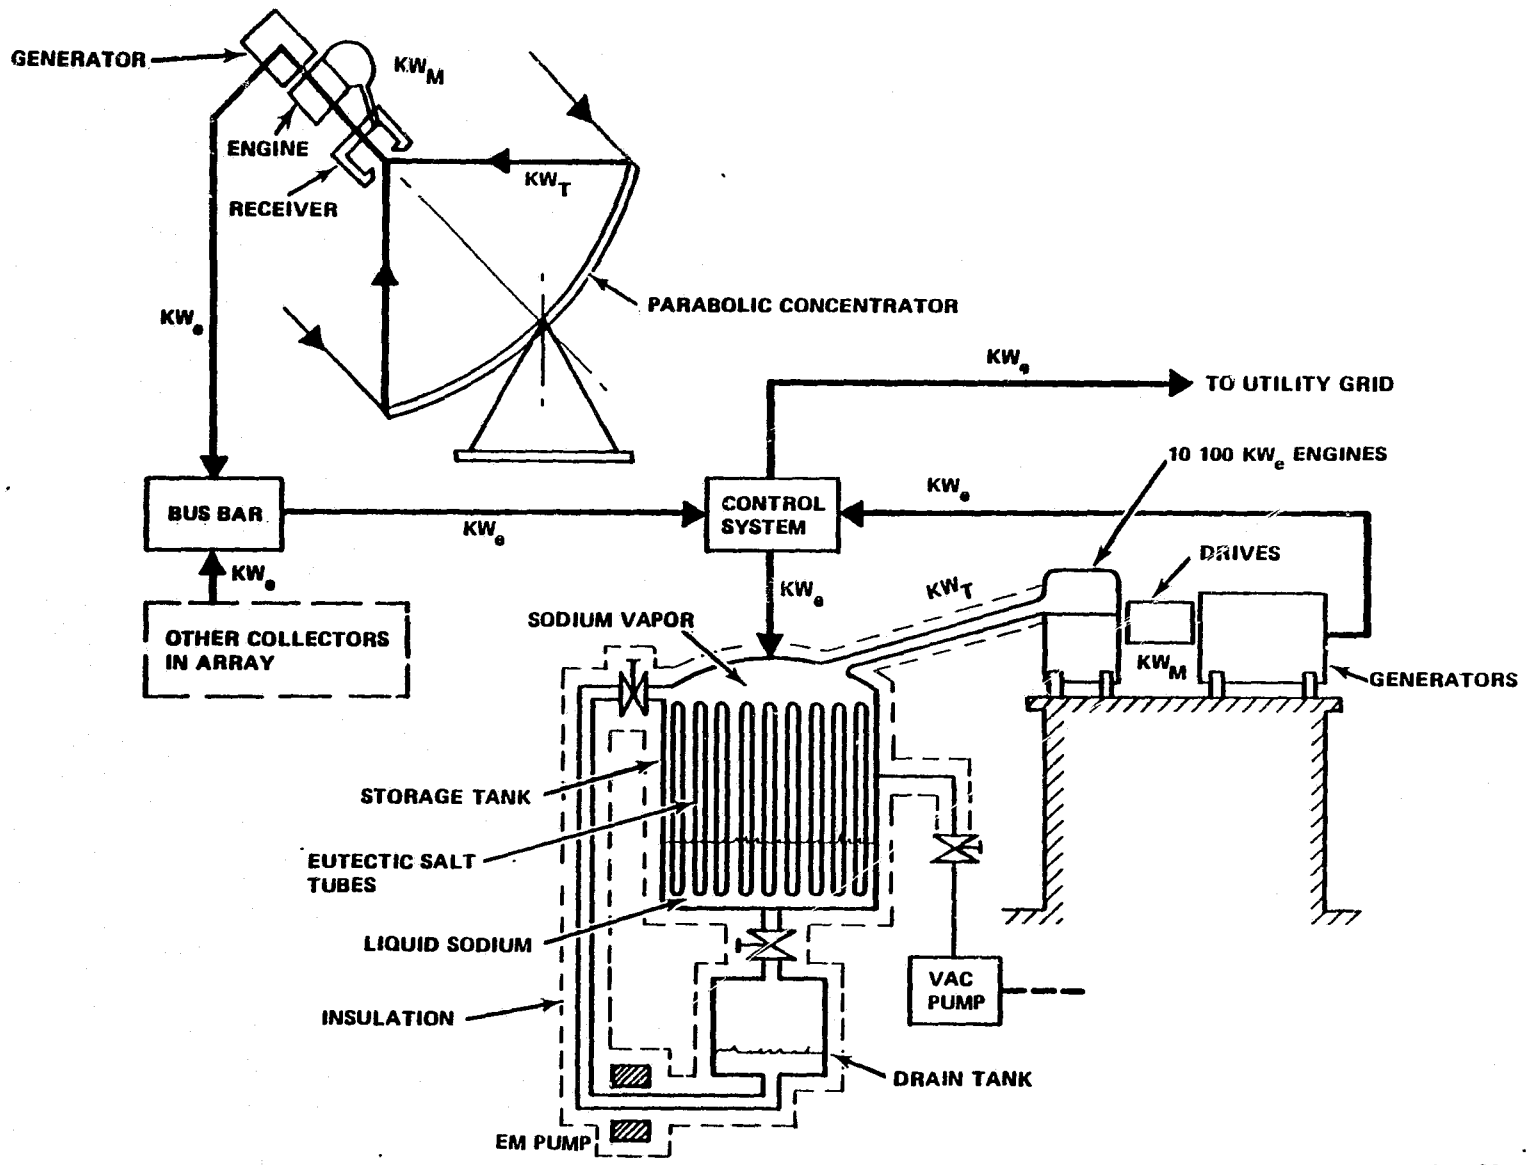 GENERATOR
KWM
ENGINE
RECEIVER
KWT
PARABOLIC CONCENTRATOR
KWe
KWe
TO UTILITY GRID
10 100 KWe ENGINES
BUS BAR
KWe
CONTROL
SYSTEM
KWe
DRIVES
KWe
KWe
KWT
OTHER COLLECTORS
IN ARRAY
SODIUM VAPOR
KWM
GENERATORS
STORAGE TANK
EUTECTIC SALT
TUBES
LIQUID SODIUM
VAC
PUMP
INSULATION
DRAIN TANK
EM PUMP